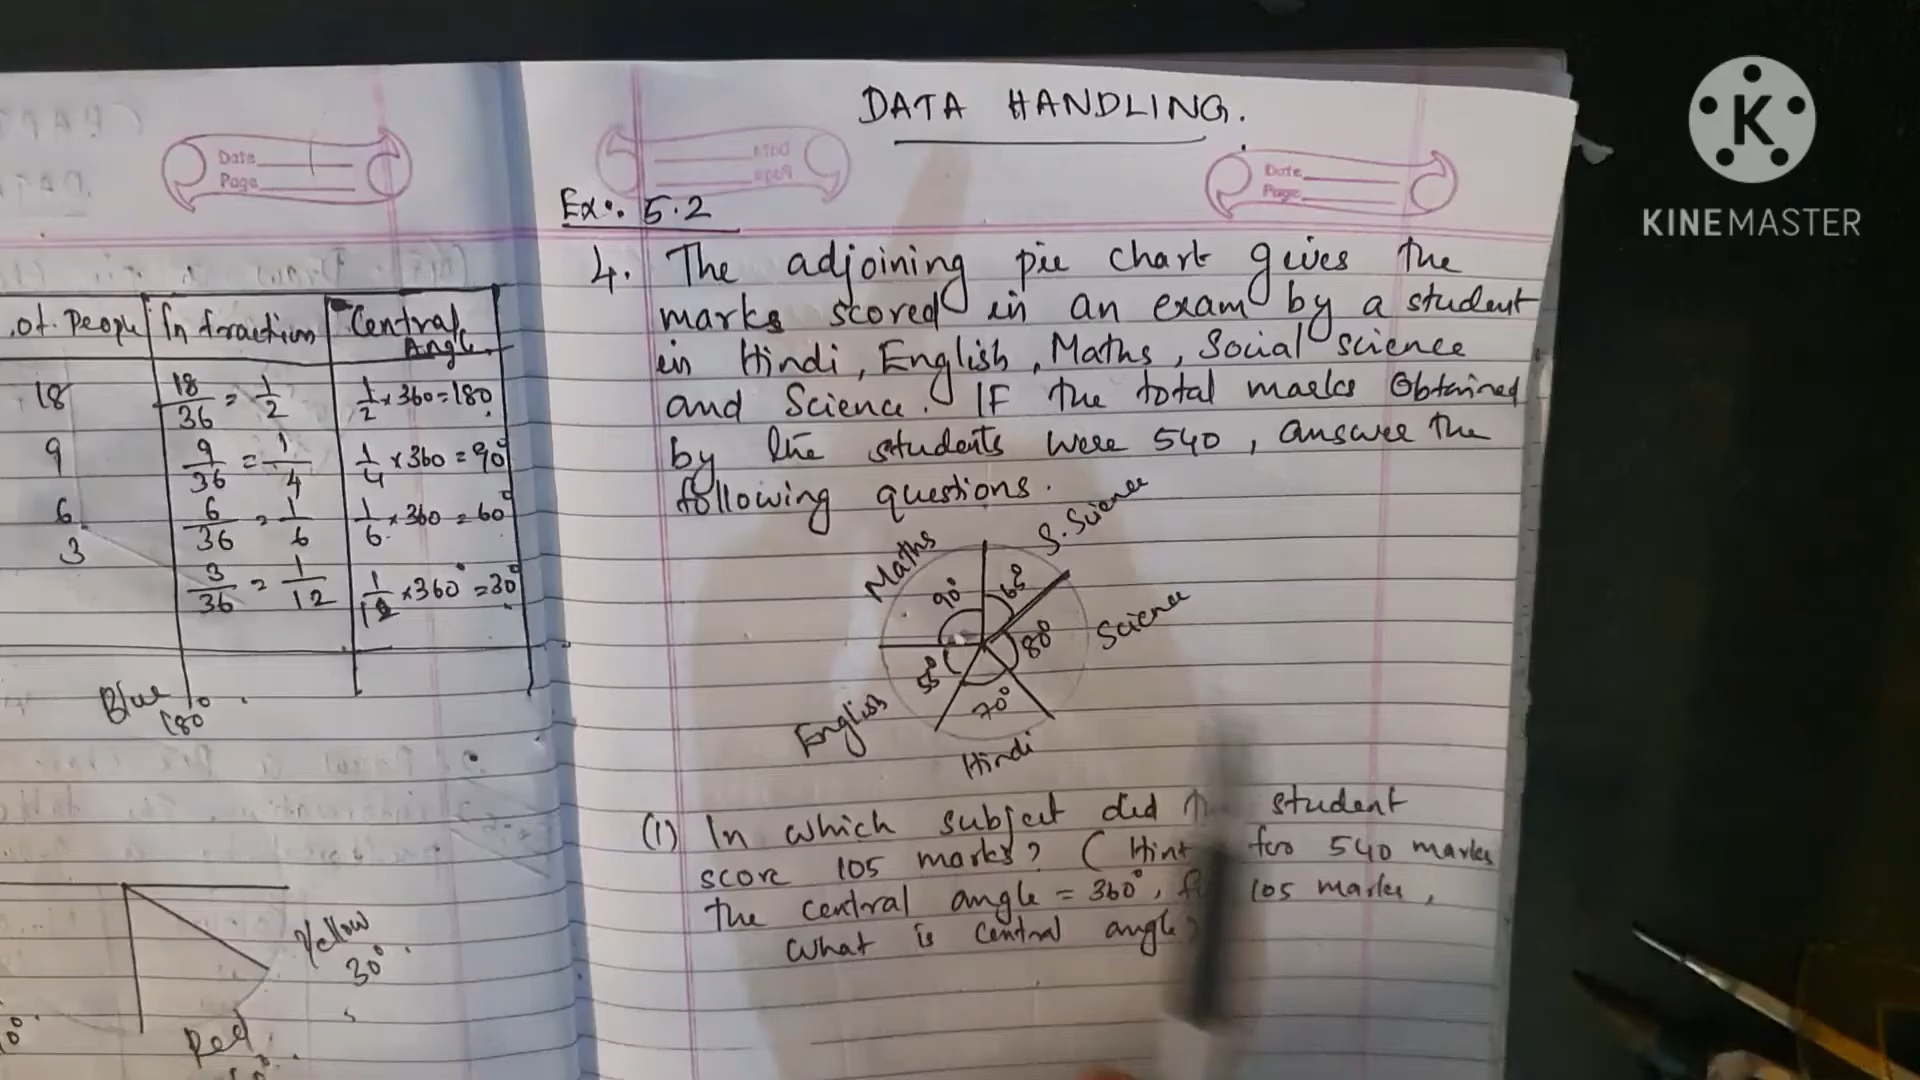 DATA HANDLING.
Date
Page
Date
Page
Date
Page
Ex:. 5.2
4. The adjoining pie chart gives the
marks scored in an exam by a student
in Hindi, English, Maths, Social science
and Science. IF the total marks Obtained
by the students were 540, answer the
following questions.
Maths
S. Science
90°
65°
Science
80°
55°
70°
English
Hindi
(1) In which subject did student
score 105 marks? (Hint for 540 marks
the central angle = 360°, 105 marks,
what is central angle?
.of. People In fraction Central Angle
18 18/36 = 1/2 1/2 × 360 = 180
9 9/36 = 1/4 1/4 × 360 = 90°
6 6/36 = 1/6 1/6 × 360 = 60°
3 3/36 = 1/12 1/12 × 360° = 30°
Blue
180°
Yellow
30°
Red
K
KINEMASTER